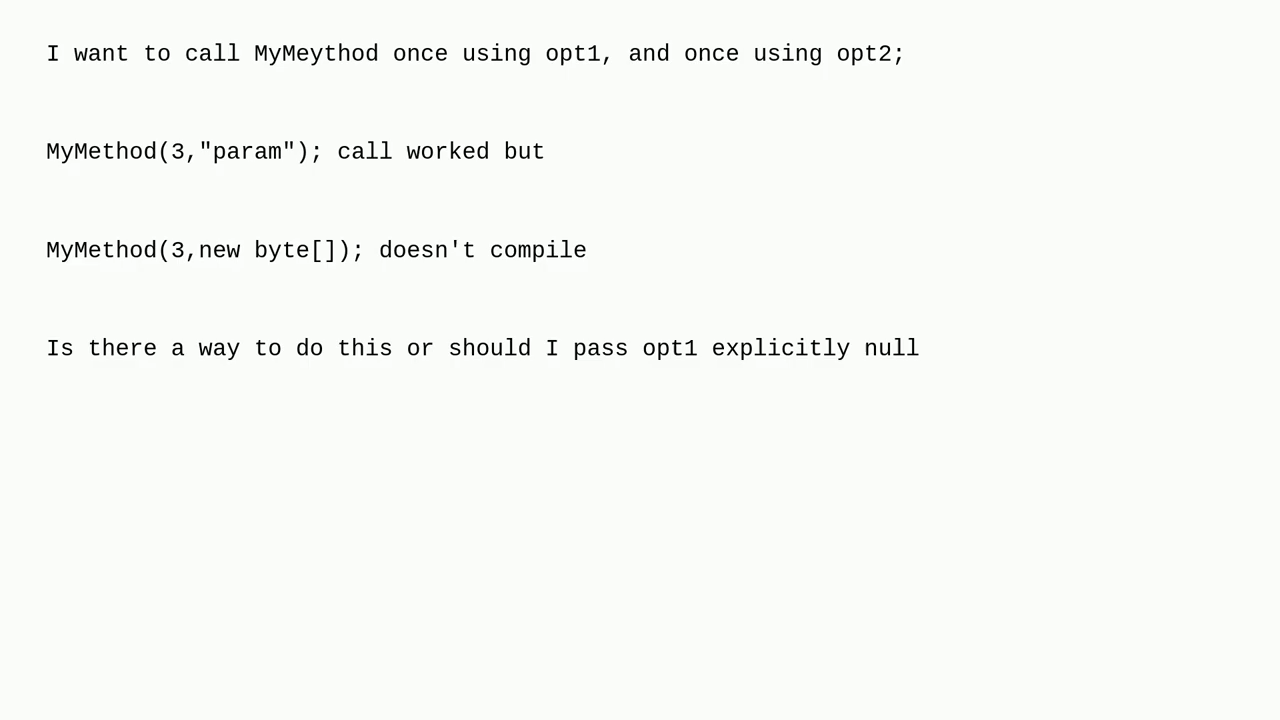 I want to call MyMeythod once using opt1, and once using opt2;
MyMethod(3,"param"); call worked but
MyMethod(3,new byte[]); doesn't compile
Is there a way to do this or should I pass opt1 explicitly null